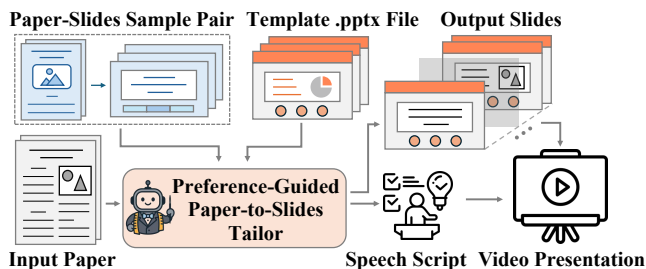 Paper-Slides Sample Pair
Template .pptx File
Output Slides
Preference-Guided
Paper-to-Slides
Tailor
Input Paper
Speech Script
Video Presentation